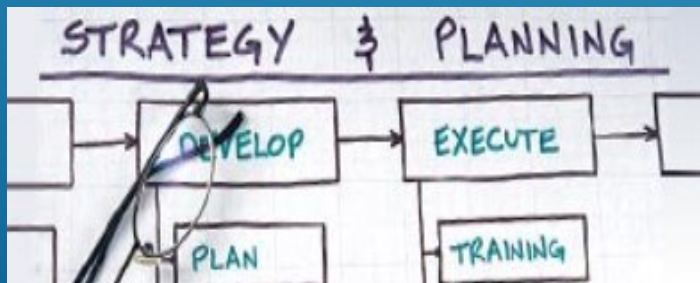 STRATEGY & PLANNING
DEVELOP
EXECUTE
PLAN
TRAINING